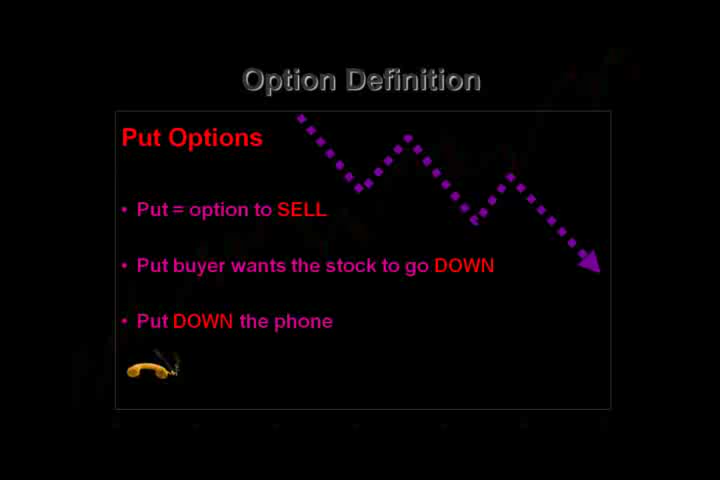 Option Definition
Put Options
• Put = option to SELL
• Put buyer wants the stock to go DOWN
• Put DOWN the phone